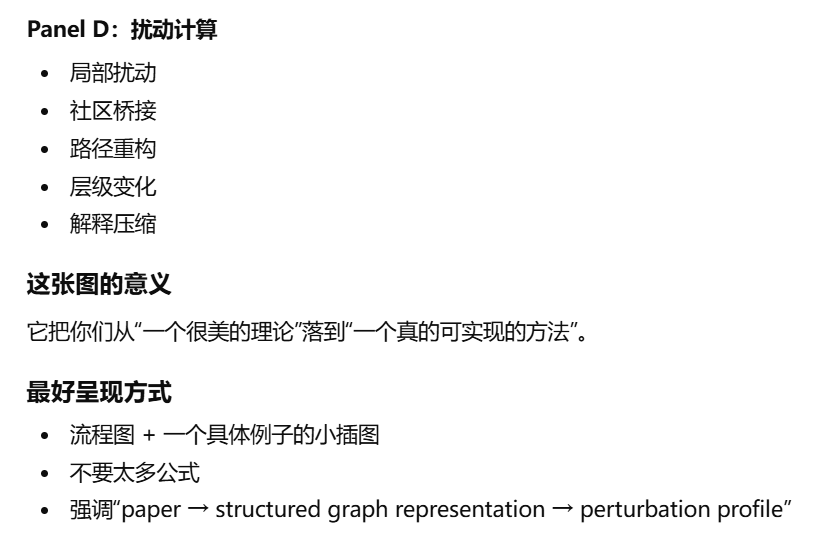 Panel D：扰动计算
• 局部扰动
• 社区桥接
• 路径重构
• 层级变化
• 解释压缩
这张图的意义
它把你们从“一个很美的理论”落到“一个真的可实现的方法”。
最好呈现方式
• 流程图 + 一个具体例子的小插图
• 不要太多公式
• 强调“paper → structured graph representation → perturbation profile”